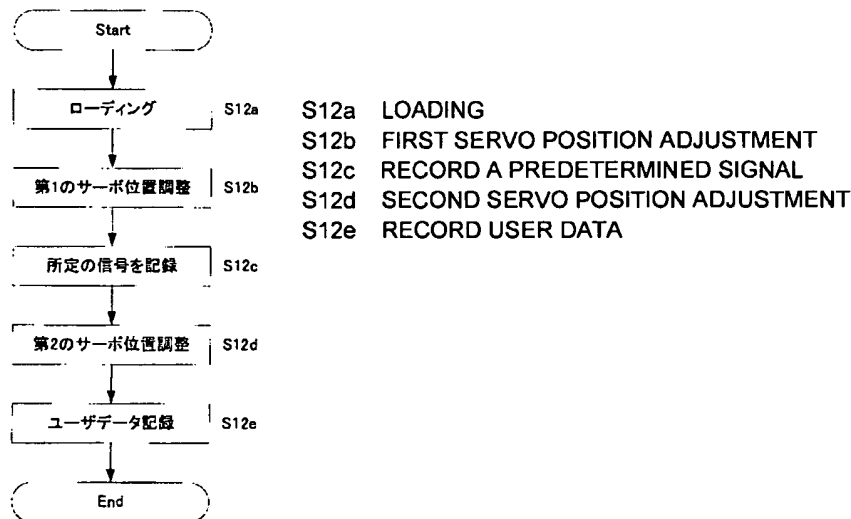 Start
ローディング S12a
第1のサーボ位置調整 S12b
所定の信号を記録 S12c
第2のサーボ位置調整 S12d
ユーザデータ記録 S12e
End
S12a LOADING
S12b FIRST SERVO POSITION ADJUSTMENT
S12c RECORD A PREDETERMINED SIGNAL
S12d SECOND SERVO POSITION ADJUSTMENT
S12e RECORD USER DATA